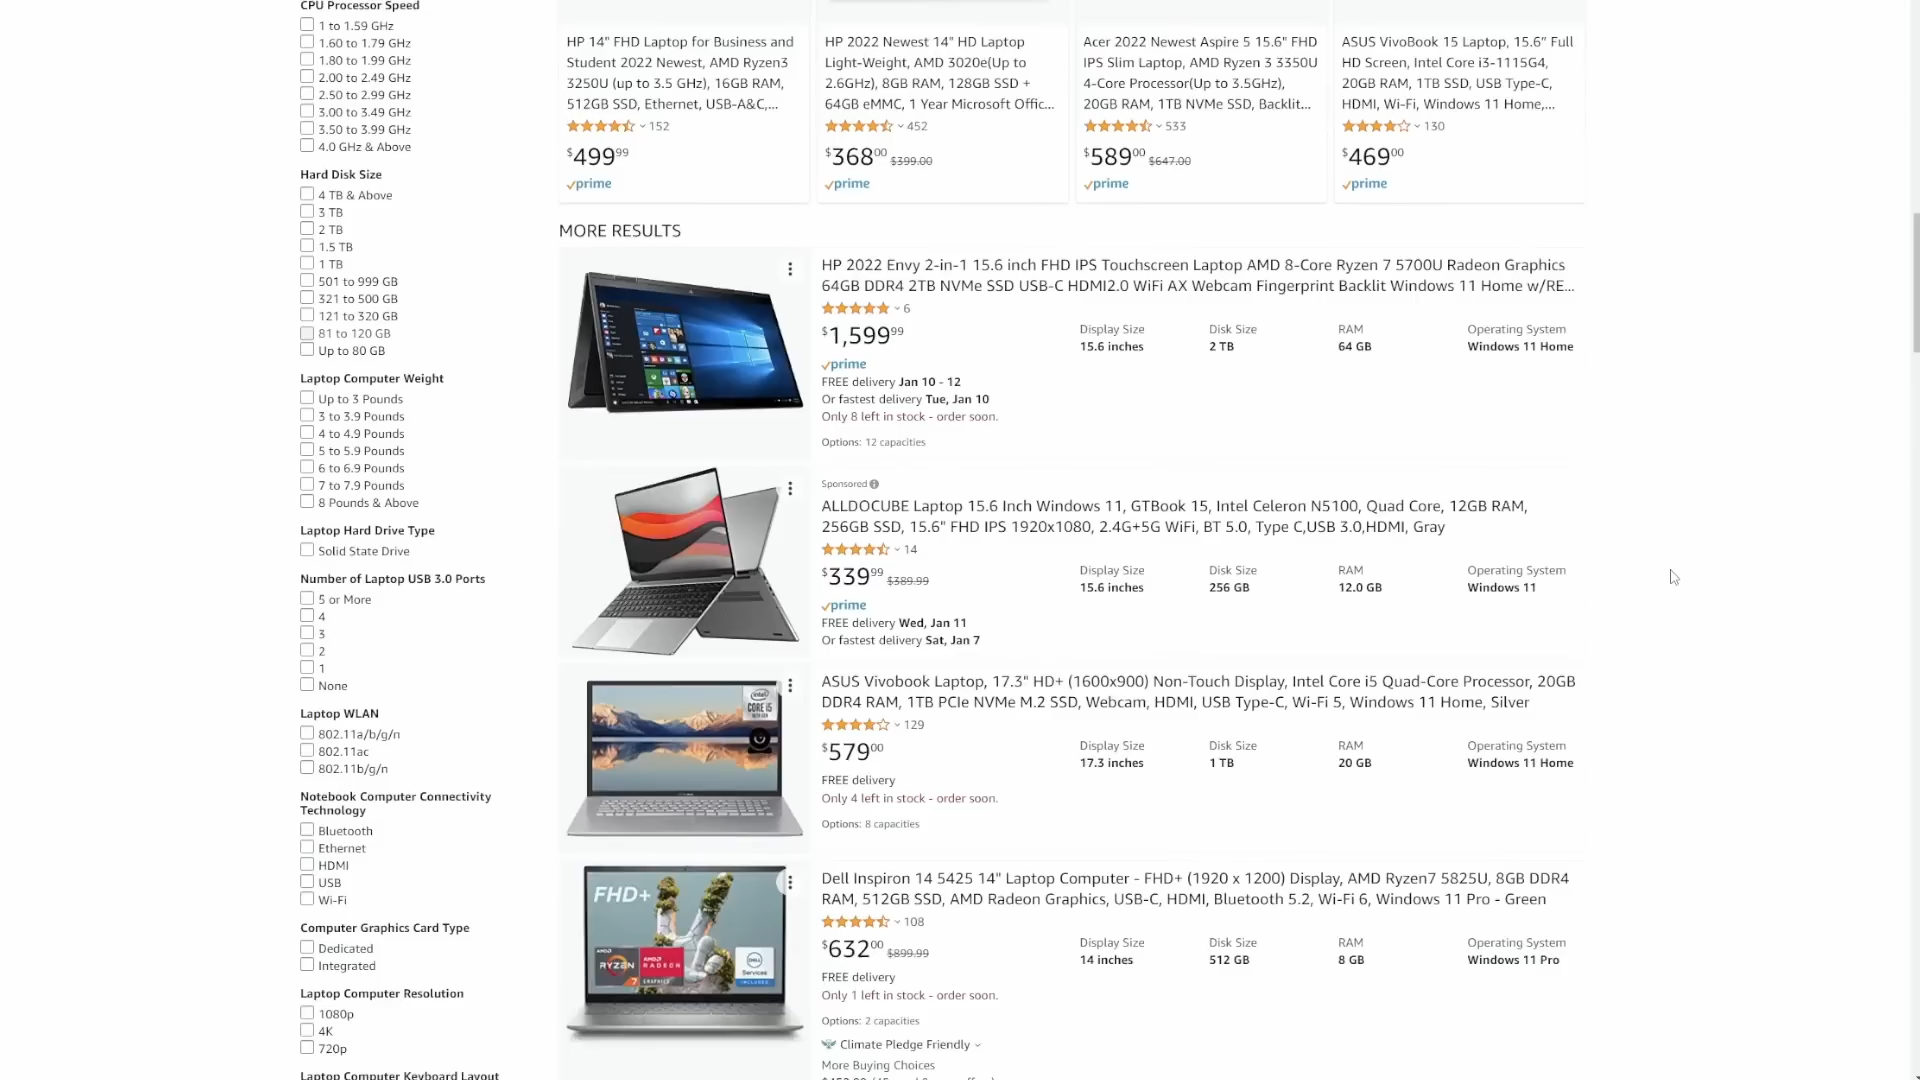 CPU Processor Speed
1 to 1.59 GHz
1.60 to 1.79 GHz
1.80 to 1.99 GHz
2.00 to 2.49 GHz
2.50 to 2.99 GHz
3.00 to 3.49 GHz
3.50 to 3.99 GHz
4.0 GHz & Above
Hard Disk Size
4 TB & Above
3 TB
2 TB
1.5 TB
1 TB
501 to 999 GB
321 to 500 GB
121 to 320 GB
81 to 120 GB
Up to 80 GB
Laptop Computer Weight
Up to 3 Pounds
3 to 3.9 Pounds
4 to 4.9 Pounds
5 to 5.9 Pounds
6 to 6.9 Pounds
7 to 7.9 Pounds
8 Pounds & Above
Laptop Hard Drive Type
Solid State Drive
Number of Laptop USB 3.0 Ports
5 or More
4
3
2
1
None
Laptop WLAN
802.11a/b/g/n
802.11ac
802.11b/g/n
Notebook Computer Connectivity
Technology
Bluetooth
Ethernet
HDMI
USB
Wi-Fi
Computer Graphics Card Type
Dedicated
Integrated
Laptop Computer Resolution
1080p
4K
720p
Laptop Computer Keyboard Layout
HP 14" FHD Laptop for Business and
Student 2022 Newest, AMD Ryzen3
3250U (up to 3.5 GHz), 16GB RAM,
512GB SSD, Ethernet, USB-A&C,...
152
$49999
prime
HP 2022 Newest 14" HD Laptop
Light-Weight, AMD 3020e(Up to
2.6GHz), 8GB RAM, 128GB SSD +
64GB eMMC, 1 Year Microsoft Offic...
452
$36800 $399.00
prime
Acer 2022 Newest Aspire 5 15.6" FHD
IPS Slim Laptop, AMD Ryzen 3 3350U
4-Core Processor(Up to 3.5GHz),
20GB RAM, 1TB NVMe SSD, Backlit...
533
$58900 $647.00
prime
ASUS VivoBook 15 Laptop, 15.6” Full
HD Screen, Intel Core i3-1115G4,
20GB RAM, 1TB SSD, USB Type-C,
HDMI, Wi-Fi, Windows 11 Home,...
130
$46900
prime
MORE RESULTS
HP 2022 Envy 2-in-1 15.6 inch FHD IPS Touchscreen Laptop AMD 8-Core Ryzen 7 5700U Radeon Graphics
64GB DDR4 2TB NVMe SSD USB-C HDMI2.0 WiFi AX Webcam Fingerprint Backlit Windows 11 Home w/RE...
6
$1,59999
prime
FREE delivery Jan 10 - 12
Or fastest delivery Tue, Jan 10
Only 8 left in stock - order soon.
Options: 12 capacities
Display Size Disk Size RAM Operating System
15.6 inches 2 TB 64 GB Windows 11 Home
Sponsored
ALLDOCUBE Laptop 15.6 Inch Windows 11, GTBook 15, Intel Celeron N5100, Quad Core, 12GB RAM,
256GB SSD, 15.6" FHD IPS 1920x1080, 2.4G+5G WiFi, BT 5.0, Type C,USB 3.0,HDMI, Gray
14
$33999 $389.99
prime
FREE delivery Wed, Jan 11
Or fastest delivery Sat, Jan 7
Display Size Disk Size RAM Operating System
15.6 inches 256 GB 12.0 GB Windows 11
intel
CORE i5
ASUS Vivobook Laptop, 17.3" HD+ (1600x900) Non-Touch Display, Intel Core i5 Quad-Core Processor, 20GB
DDR4 RAM, 1TB PCIe NVMe M.2 SSD, Webcam, HDMI, USB Type-C, Wi-Fi 5, Windows 11 Home, Silver
129
$57900
FREE delivery
Only 4 left in stock - order soon.
Options: 8 capacities
Display Size Disk Size RAM Operating System
17.3 inches 1 TB 20 GB Windows 11 Home
FHD+
AMD
RYZEN
7
AMD
RADEON
GRAPHICS
DELL
Services
INCLUDED
Dell Inspiron 14 5425 14" Laptop Computer - FHD+ (1920 x 1200) Display, AMD Ryzen7 5825U, 8GB DDR4
RAM, 512GB SSD, AMD Radeon Graphics, USB-C, HDMI, Bluetooth 5.2, Wi-Fi 6, Windows 11 Pro - Green
108
$63200 $899.99
FREE delivery
Only 1 left in stock - order soon.
Options: 2 capacities
Climate Pledge Friendly
More Buying Choices
Display Size Disk Size RAM Operating System
14 inches 512 GB 8 GB Windows 11 Pro